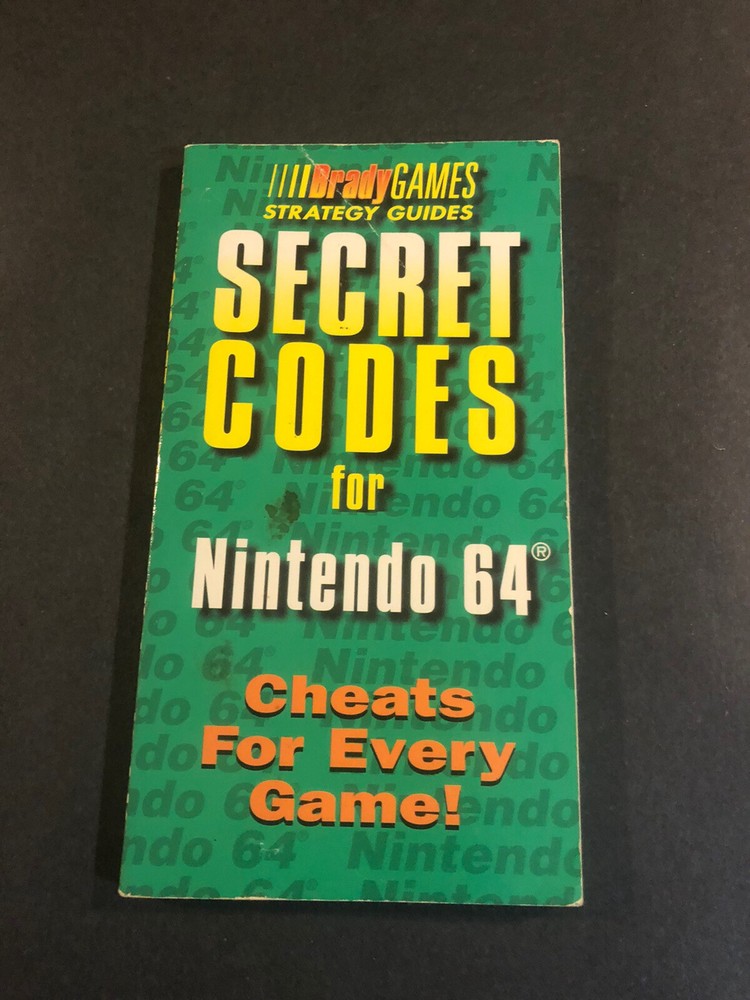 BradyGAMES
STRATEGY GUIDES
SECRET
CODES
for
Nintendo 64®
Cheats
For Every
Game!